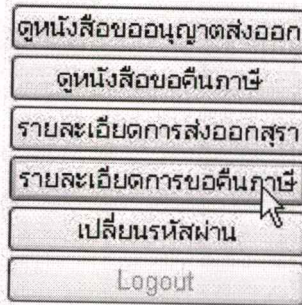 ดูหนังสือขออนุญาตส่งออก
ดูหนังสือขอคืนภาษี
รายละเอียดการส่งออกสุรา
รายละเอียดการขอคืนภาษี
เปลี่ยนรหัสผ่าน
Logout